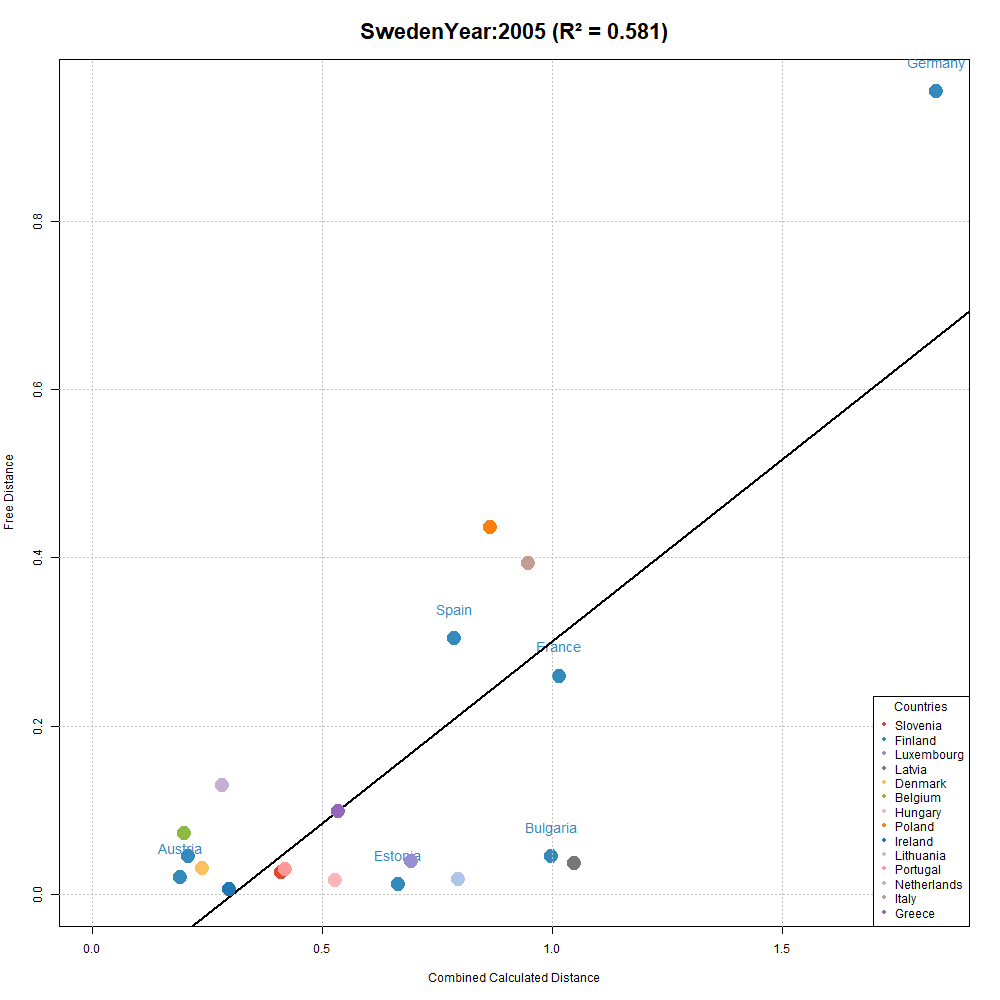 SwedenYear:2005 (R² = 0.581)
Germany
0.8
0.6
Free Distance
0.4
Spain
France
0.2
Bulgaria
Austria
Estonia
0.0
Countries
Slovenia
Finland
Luxembourg
Latvia
Denmark
Belgium
Hungary
Poland
Ireland
Lithuania
Portugal
Netherlands
Italy
Greece
0.0 0.5 1.0 1.5
Combined Calculated Distance